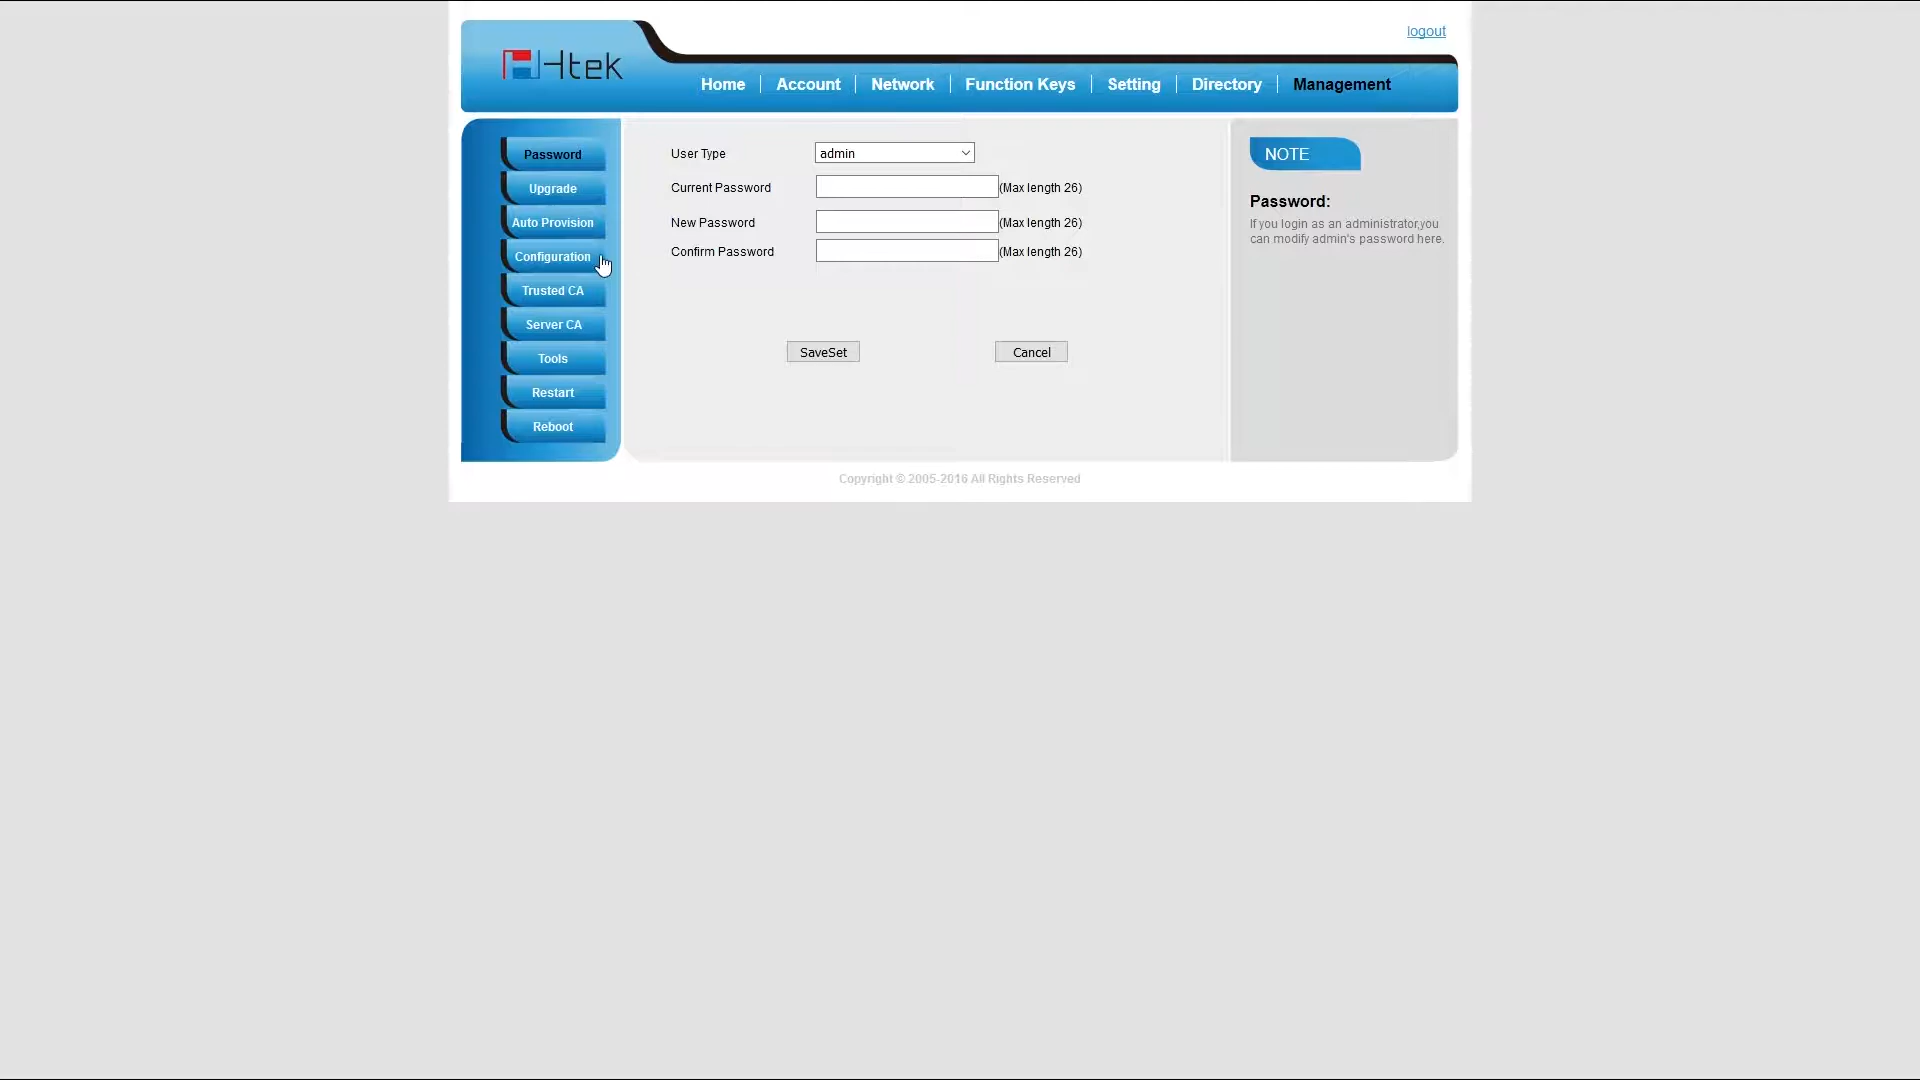 logout
Htek
Home Account Network Function Keys Setting Directory Management
Password
Upgrade
Auto Provision
Configuration
Trusted CA
Server CA
Tools
Restart
Reboot
User Type admin
Current Password (Max length 26)
New Password (Max length 26)
Confirm Password (Max length 26)
SaveSet Cancel
NOTE
Password:
If you login as an administrator,you
can modify admin's password here.
Copyright © 2005-2016 All Rights Reserved